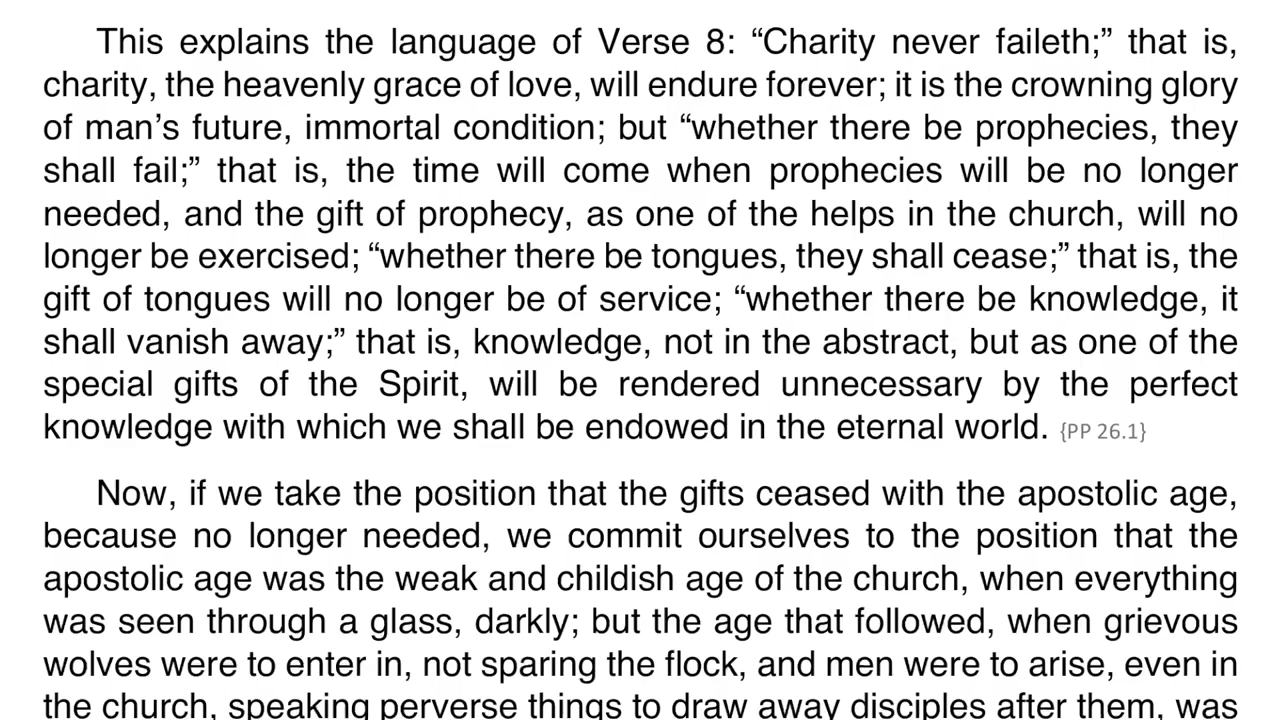 This explains the language of Verse 8: “Charity never faileth;” that is,
charity, the heavenly grace of love, will endure forever; it is the crowning glory
of man’s future, immortal condition; but “whether there be prophecies, they
shall fail;” that is, the time will come when prophecies will be no longer
needed, and the gift of prophecy, as one of the helps in the church, will no
longer be exercised; “whether there be tongues, they shall cease;” that is, the
gift of tongues will no longer be of service; “whether there be knowledge, it
shall vanish away;” that is, knowledge, not in the abstract, but as one of the
special gifts of the Spirit, will be rendered unnecessary by the perfect
knowledge with which we shall be endowed in the eternal world. {PP 26.1}
Now, if we take the position that the gifts ceased with the apostolic age,
because no longer needed, we commit ourselves to the position that the
apostolic age was the weak and childish age of the church, when everything
was seen through a glass, darkly; but the age that followed, when grievous
wolves were to enter in, not sparing the flock, and men were to arise, even in
the church, speaking perverse things to draw away disciples after them, was